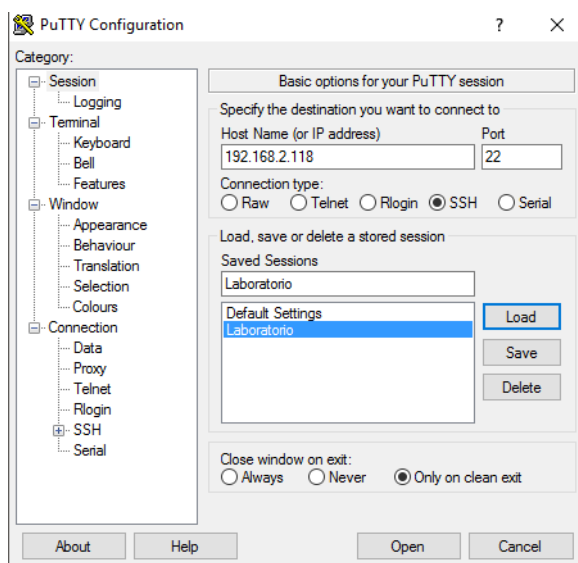 PuTTY Configuration
Category:
Session
Logging
Terminal
Keyboard
Bell
Features
Window
Appearance
Behaviour
Translation
Selection
Colours
Connection
Data
Proxy
Telnet
Rlogin
SSH
Serial
Basic options for your PuTTY session
Specify the destination you want to connect to
Host Name (or IP address) Port
192.168.2.118 22
Connection type:
Raw Telnet Rlogin SSH Serial
Load, save or delete a stored session
Saved Sessions
Laboratorio
Default Settings
Laboratorio
Load
Save
Delete
Close window on exit:
Always Never Only on clean exit
About Help Open Cancel